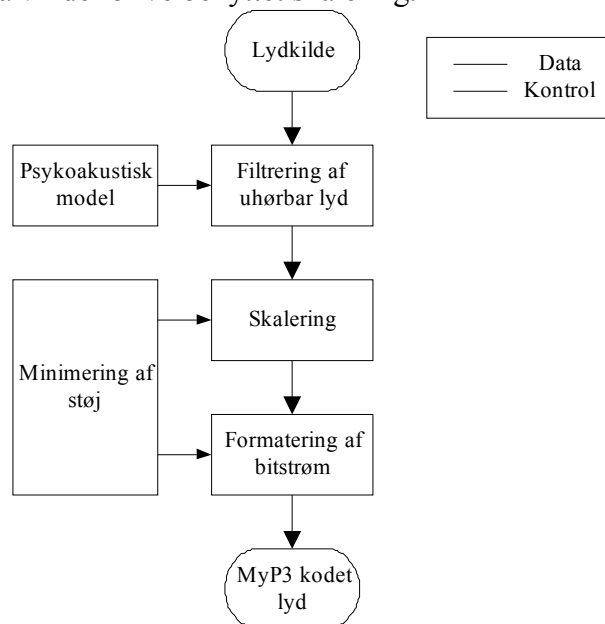 Lydkilde
Data
Kontrol
Psykoakustisk
model
Filtrering af
uhørbar lyd
Skalering
Minimering af
støj
Formatering af
bitstrøm
MyP3 kodet
lyd